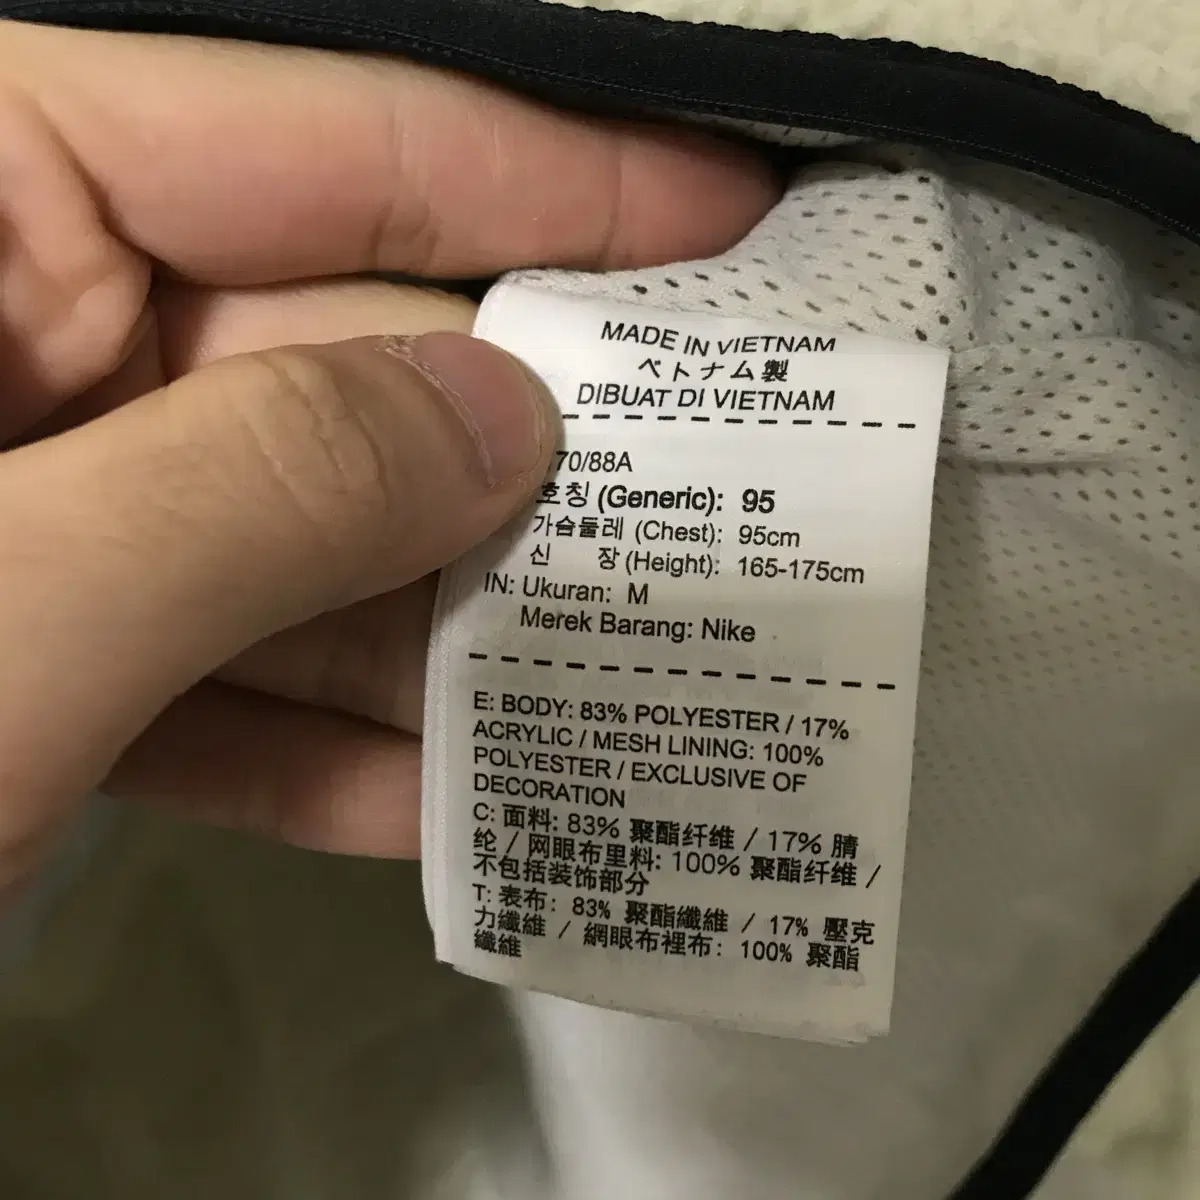 MADE IN VIETNAM
ベトナム製
DIBUAT DI VIETNAM
70/88A
호칭 (Generic): 95
가슴둘레 (Chest): 95cm
신 장 (Height): 165-175cm
IN: Ukuran: M
Merek Barang: Nike
E: BODY: 83% POLYESTER / 17%
ACRYLIC / MESH LINING: 100%
POLYESTER / EXCLUSIVE OF
DECORATION
C: 面料: 83% 聚酯纤维 / 17% 腈
纶 / 网眼布里料: 100% 聚酯纤维 /
不包括装饰部分
T: 表布: 83% 聚酯纖維 / 17% 壓克
力纖維 / 網眼布裡布: 100% 聚酯
纖維